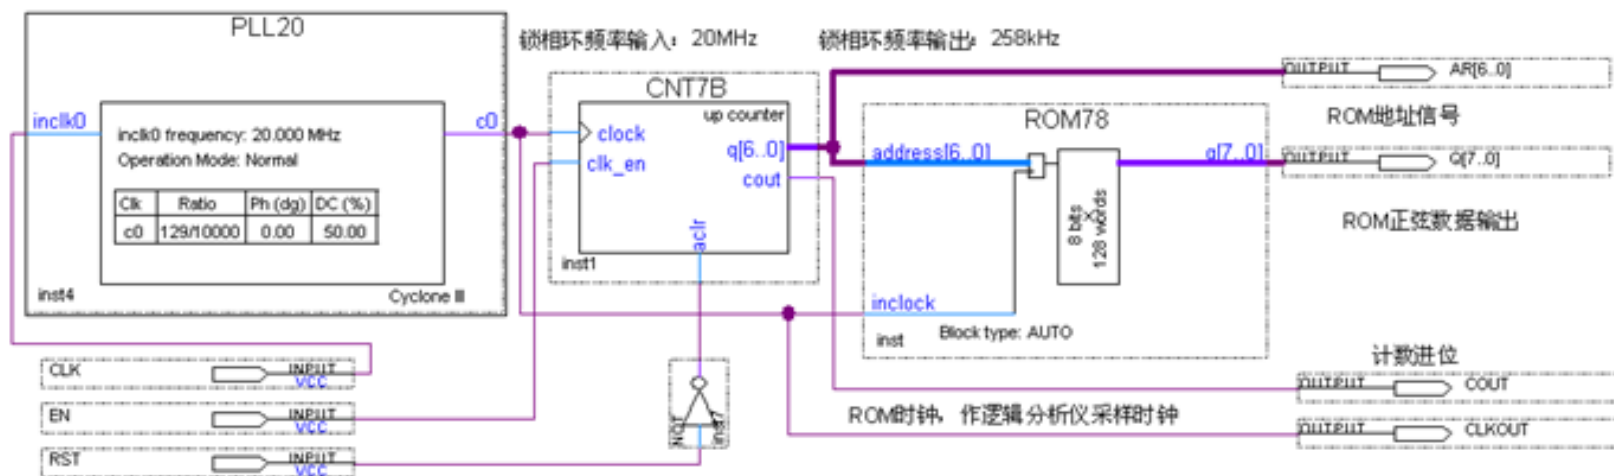 PLL20
锁相环频率输入：20MHz
锁相环频率输出：258kHz
inclk0
inclk0 frequency: 20.000 MHz
Operation Mode: Normal
Clk Ratio Ph (dg) DC (%)
c0 129/10000 0.00 50.00
c0
inst4
Cyclone III
CNT7B
up counter
clock
clk_en
q[6..0]
cout
aclr
inst1
ROM78
address[6..0]
q[7..0]
8 bits
×
128 words
inclock
inst
Block type: AUTO
OUTPUT AR[6..0]
ROM地址信号
OUTPUT Q[7..0]
ROM正弦数据输出
CLK INPUT
VCC
EN INPUT
VCC
RST INPUT
VCC
NOT
inst7
计数进位
OUTPUT COUT
ROM时钟，作逻辑分析仪采样时钟
OUTPUT CLKOUT